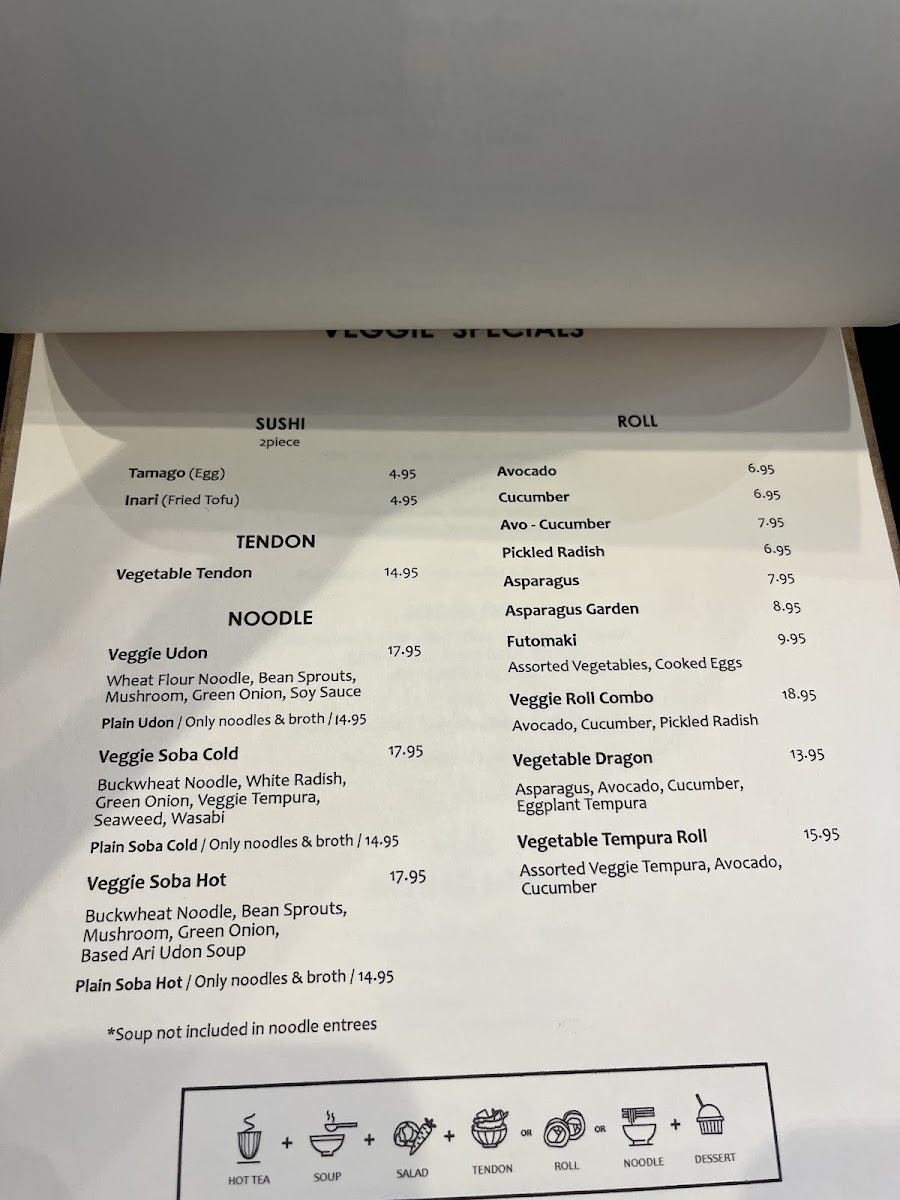 VEGGIE SPECIALS
SUSHI
2piece
Tamago (Egg) 4.95
Inari (Fried Tofu) 4.95
TENDON
Vegetable Tendon 14.95
NOODLE
Veggie Udon 17.95
Wheat Flour Noodle, Bean Sprouts,
Mushroom, Green Onion, Soy Sauce
Plain Udon / Only noodles & broth / 14.95
Veggie Soba Cold 17.95
Buckwheat Noodle, White Radish,
Green Onion, Veggie Tempura,
Seaweed, Wasabi
Plain Soba Cold / Only noodles & broth / 14.95
Veggie Soba Hot 17.95
Buckwheat Noodle, Bean Sprouts,
Mushroom, Green Onion,
Based Ari Udon Soup
Plain Soba Hot / Only noodles & broth / 14.95
*Soup not included in noodle entrees
ROLL
Avocado 6.95
Cucumber 6.95
Avo - Cucumber 7.95
Pickled Radish 6.95
Asparagus 7.95
Asparagus Garden 8.95
Futomaki 9.95
Assorted Vegetables, Cooked Eggs
Veggie Roll Combo 18.95
Avocado, Cucumber, Pickled Radish
Vegetable Dragon 13.95
Asparagus, Avocado, Cucumber,
Eggplant Tempura
Vegetable Tempura Roll 15.95
Assorted Veggie Tempura, Avocado,
Cucumber
HOT TEA + SOUP + SALAD + TENDON OR ROLL OR NOODLE + DESSERT